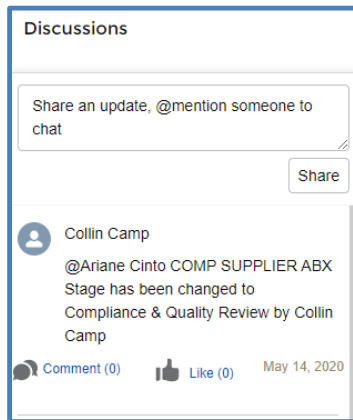 Discussions
Share an update, @mention someone to
chat
Share
Collin Camp
@Ariane Cinto COMP SUPPLIER ABX
Stage has been changed to
Compliance & Quality Review by Collin
Camp
Comment (0) Like (0) May 14, 2020